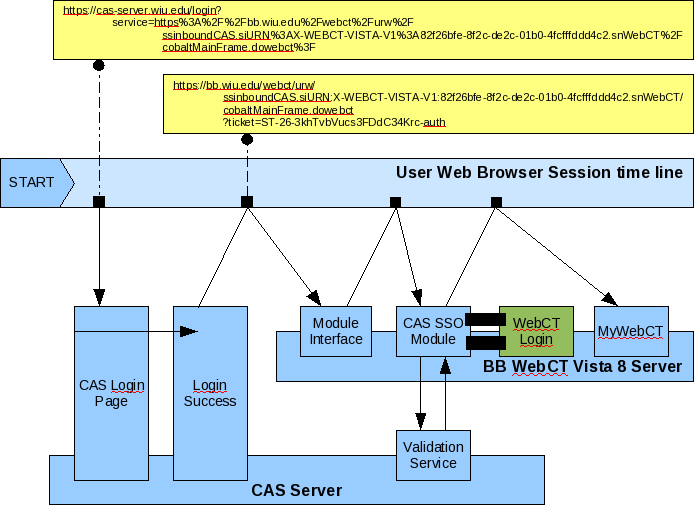 https://cas-server.wiu.edu/login?
service=https%3A%2F%2Fbb.wiu.edu%2Fwebct%2Furw%2F
ssinboundCAS.siURN%3AX-WEBCT-VISTA-V1%3A82f26bfe-8f2c-de2c-01b0-4fcfffddd4c2.snWebCT%2F
cobaltMainFrame.dowebct%3F
https://bb.wiu.edu/webct/urw/
ssinboundCAS.siURN:X-WEBCT-VISTA-V1:82f26bfe-8f2c-de2c-01b0-4fcfffddd4c2.snWebCT/
cobaltMainFrame.dowebct
?ticket=ST-26-3khTvbVucs3FDdC34Krc-auth
User Web Browser Session time line
START
Module
Interface
CAS SSO
Module
WebCT
Login
MyWebCT
BB WebCT Vista 8 Server
CAS Login
Page
Login
Success
Validation
Service
CAS Server